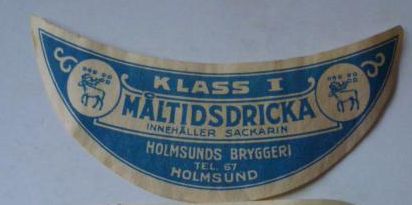 KLASS I
MÅLTIDSDRICKA
INNEHÅLLER SACKARIN
HOLMSUNDS BRYGGERI
TEL. 67
HOLMSUND